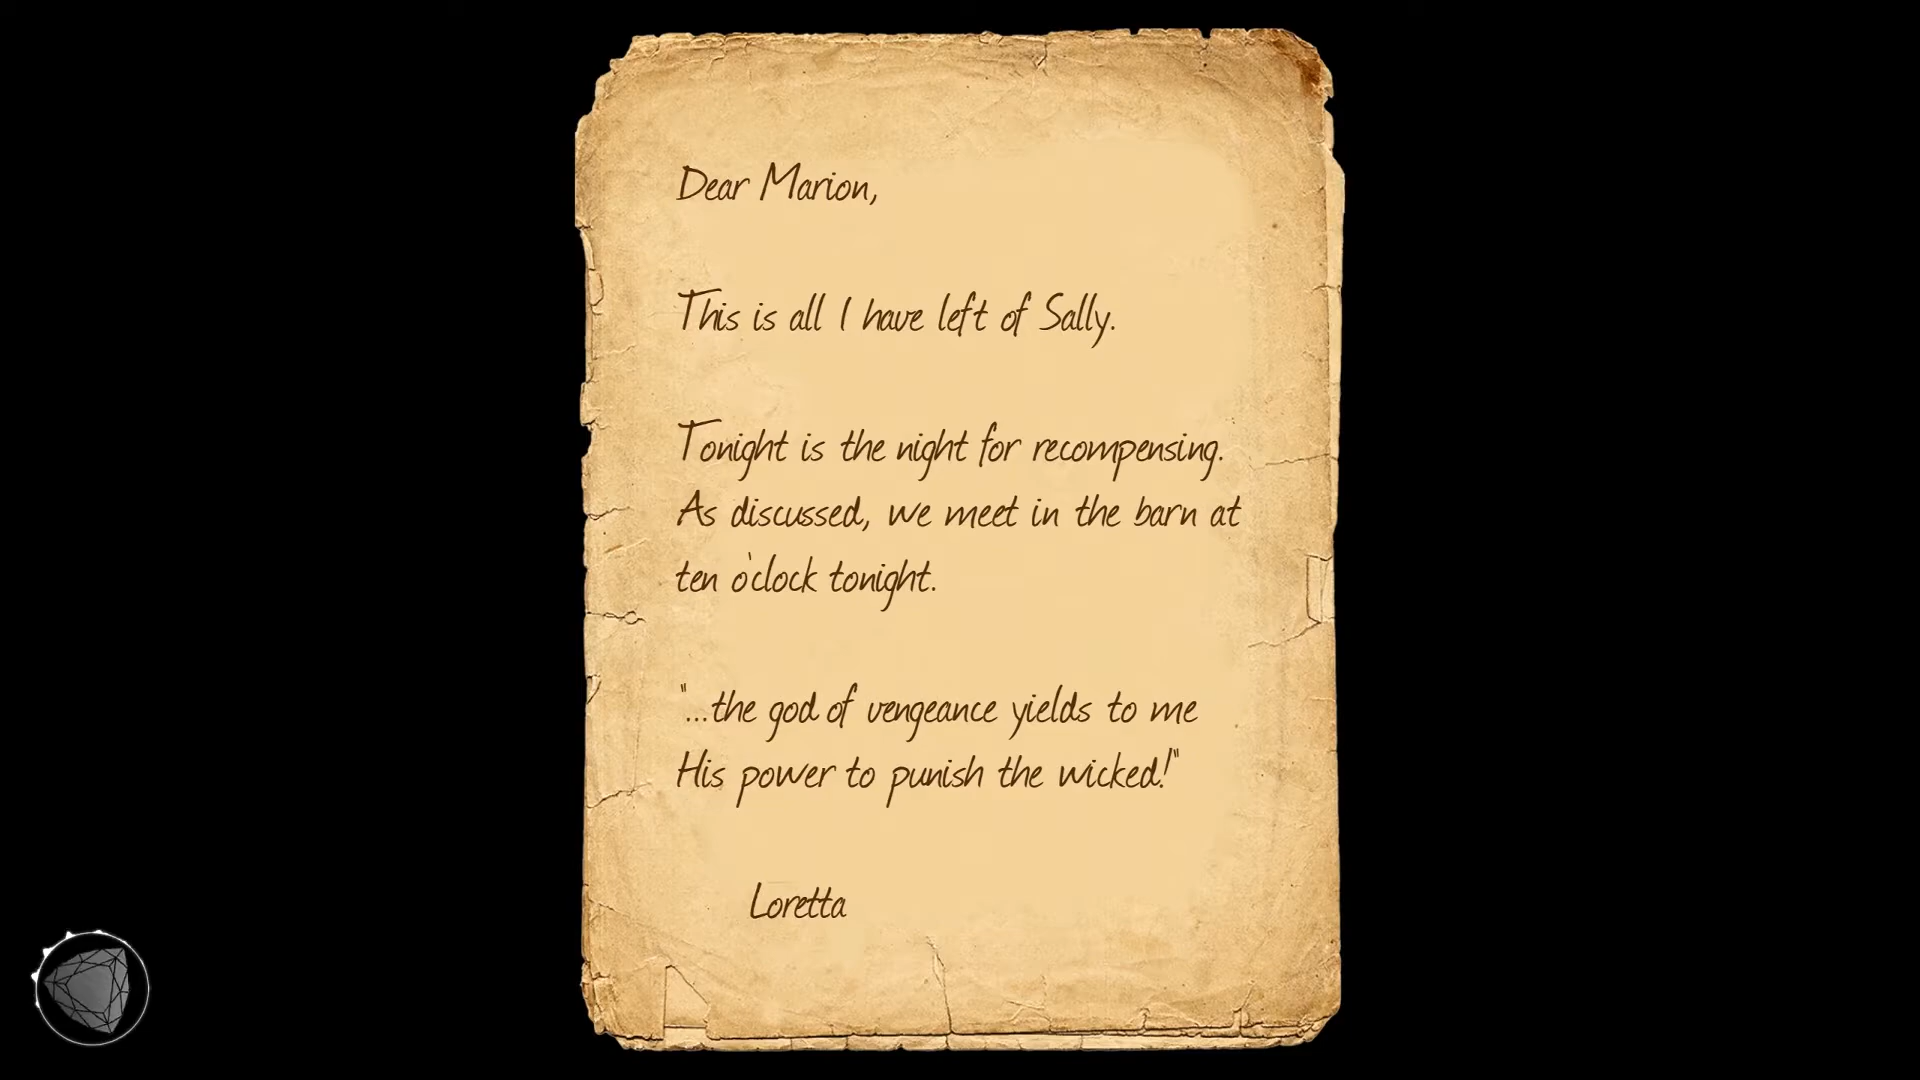 Dear Marion,
This is all I have left of Sally.
Tonight is the night for recompensing.
As discussed, we meet in the barn at
ten o'clock tonight.
"...the god of vengeance yields to me
His power to punish the wicked!"
Loretta